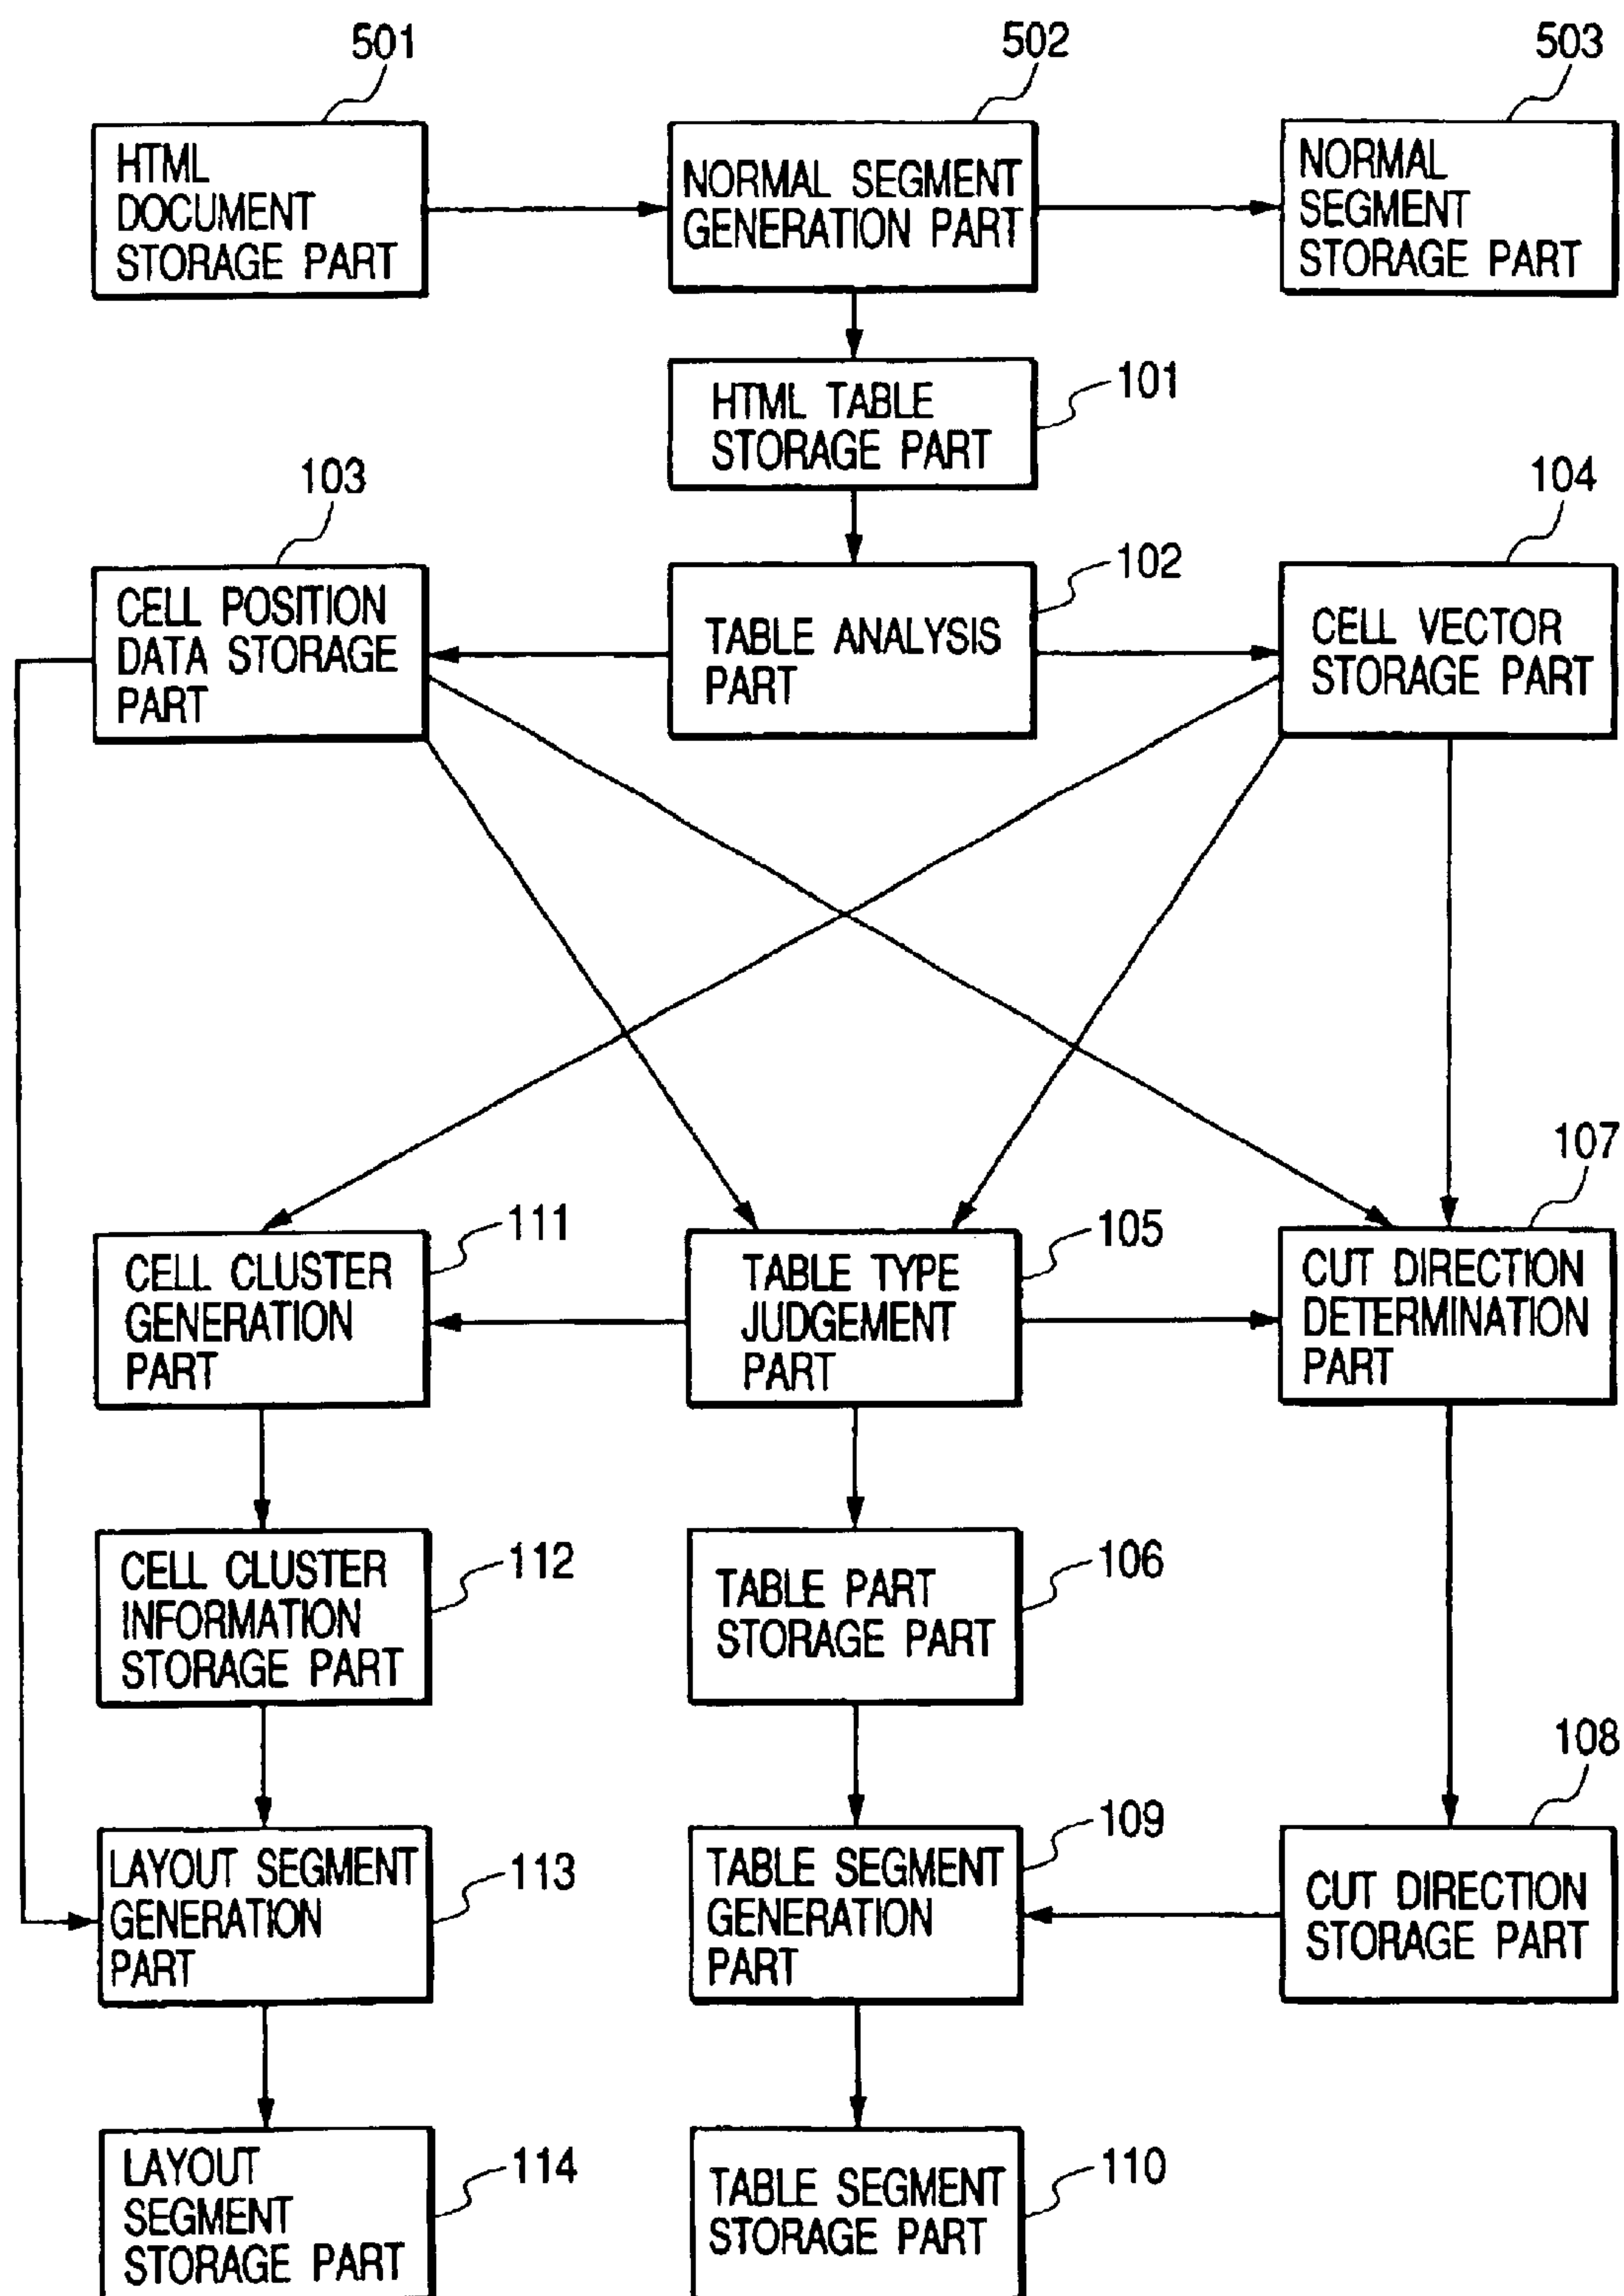 501
502
503
HTML
DOCUMENT
STORAGE PART
NORMAL SEGMENT
GENERATION PART
NORMAL
SEGMENT
STORAGE PART
101
HTML TABLE
STORAGE PART
103
104
102
CELL POSITION
DATA STORAGE
PART
TABLE ANALYSIS
PART
CELL VECTOR
STORAGE PART
107
111
105
CELL CLUSTER
GENERATION
PART
TABLE TYPE
JUDGEMENT
PART
CUT DIRECTION
DETERMINATION
PART
112
106
CELL CLUSTER
INFORMATION
STORAGE PART
TABLE PART
STORAGE PART
108
113
109
LAYOUT SEGMENT
GENERATION
PART
TABLE SEGMENT
GENERATION
PART
CUT DIRECTION
STORAGE PART
114
110
LAYOUT
SEGMENT
STORAGE PART
TABLE SEGMENT
STORAGE PART